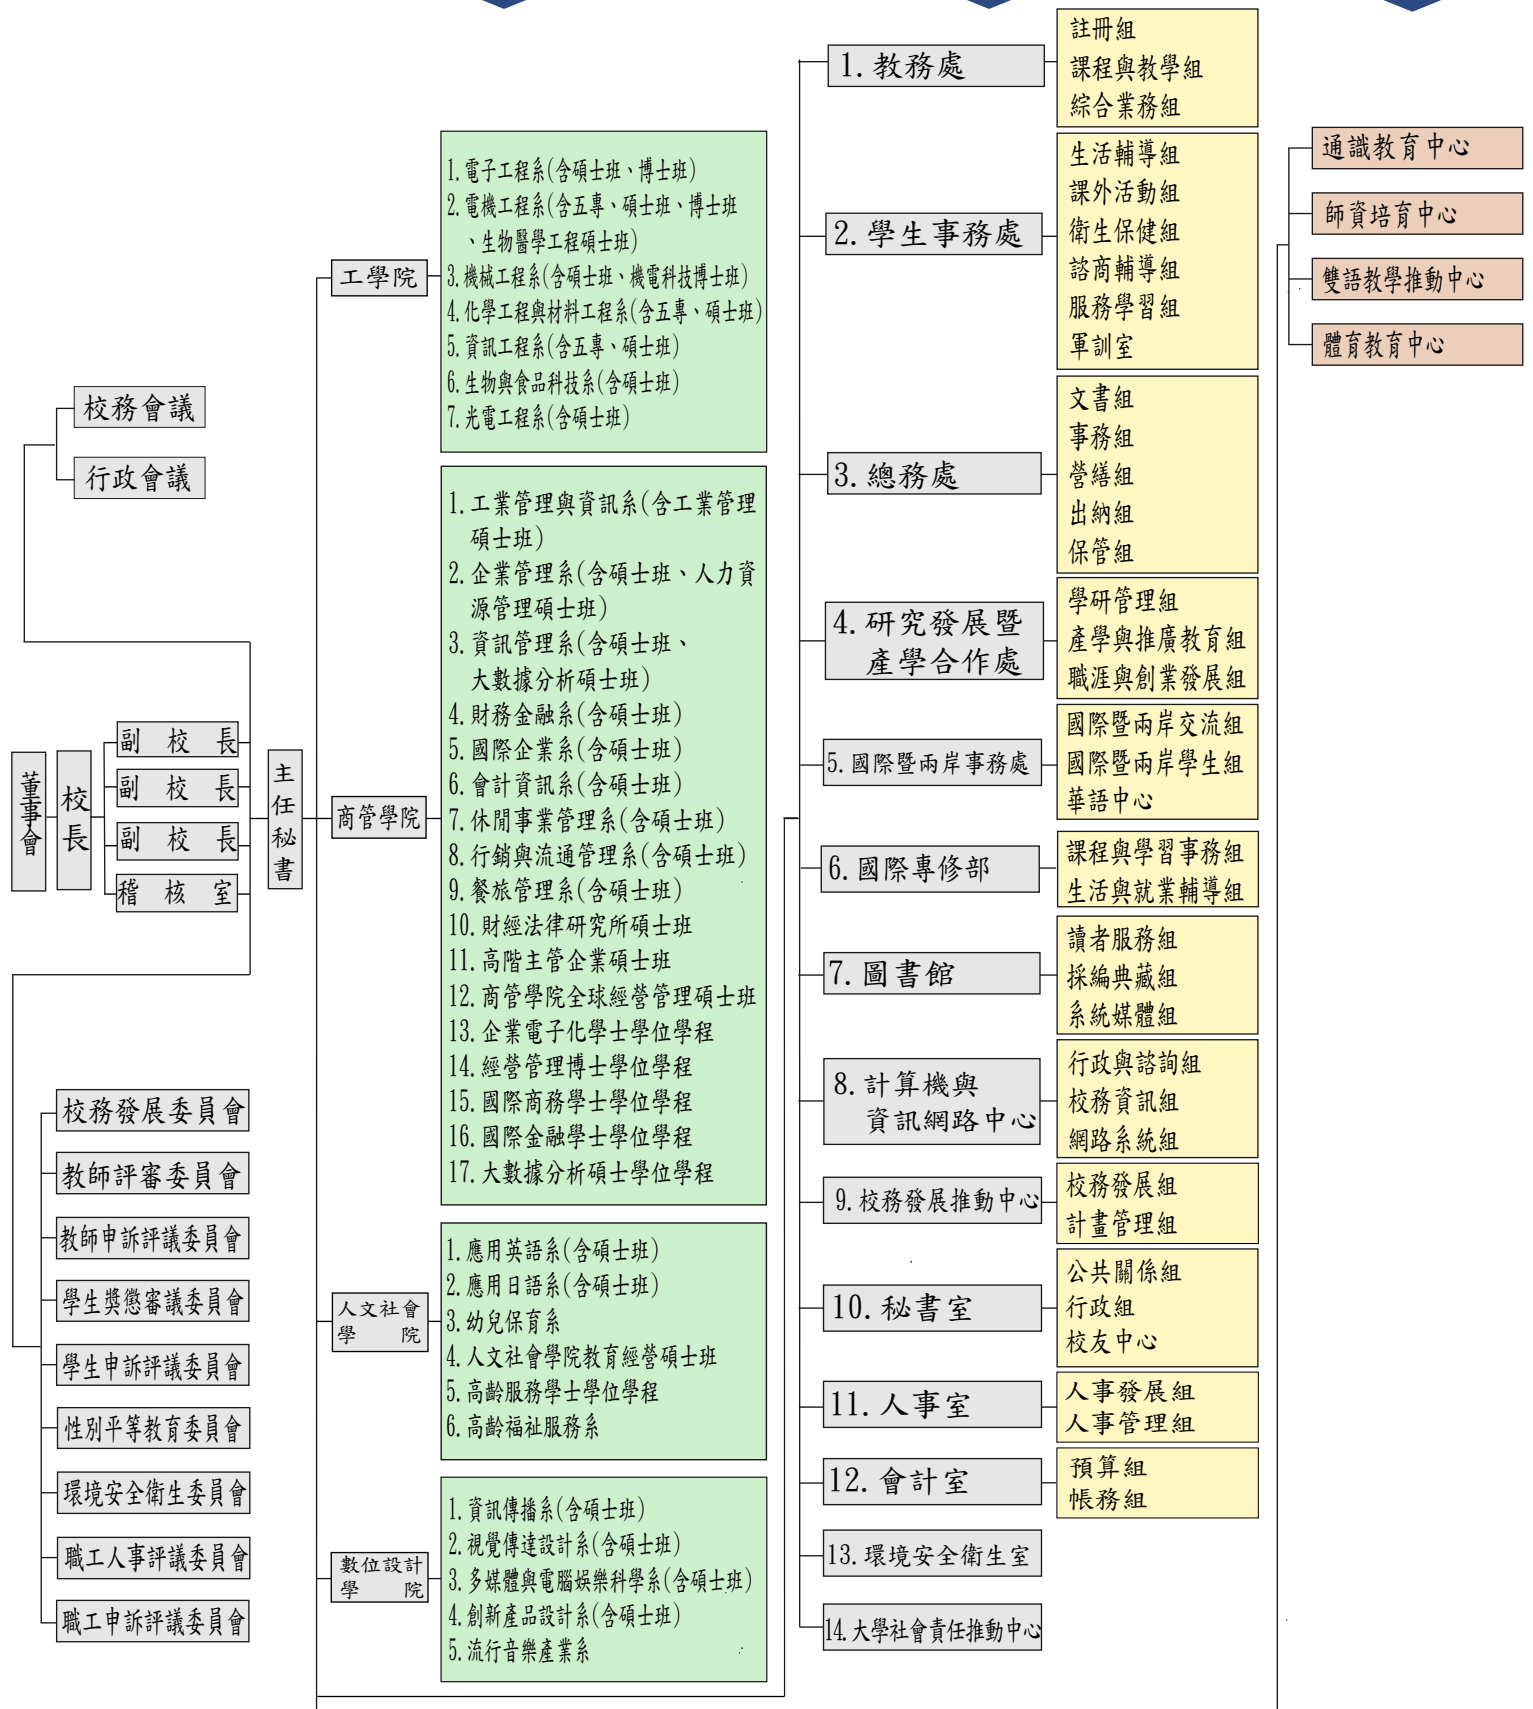 董事會
校長
副校長
副校長
副校長
稽核室
主任秘書
校務會議
行政會議
校務發展委員會
教師評審委員會
教師申訴評議委員會
學生獎懲審議委員會
學生申訴評議委員會
性別平等教育委員會
環境安全衛生委員會
職工人事評議委員會
職工申訴評議委員會
工學院
1.電子工程系(含碩士班、博士班)
2.電機工程系(含五專、碩士班、博士班
、生物醫學工程碩士班)
3.機械工程系(含碩士班、機電科技博士班)
4.化學工程與材料工程系(含五專、碩士班)
5.資訊工程系(含五專、碩士班)
6.生物與食品科技系(含碩士班)
7.光電工程系(含碩士班)
商管學院
1.工業管理與資訊系(含工業管理
碩士班)
2.企業管理系(含碩士班、人力資
源管理碩士班)
3.資訊管理系(含碩士班、
大數據分析碩士班)
4.財務金融系(含碩士班)
5.國際企業系(含碩士班)
6.會計資訊系(含碩士班)
7.休閒事業管理系(含碩士班)
8.行銷與流通管理系(含碩士班)
9.餐旅管理系(含碩士班)
10.財經法律研究所碩士班
11.高階主管企業碩士班
12.商管學院全球經營管理碩士班
13.企業電子化學士學位學程
14.經營管理博士學位學程
15.國際商務學士學位學程
16.國際金融學士學位學程
17.大數據分析碩士學位學程
人文社會
學院
1.應用英語系(含碩士班)
2.應用日語系(含碩士班)
3.幼兒保育系
4.人文社會學院教育經營碩士班
5.高齡服務學士學位學程
6.高齡福祉服務系
數位設計
學院
1.資訊傳播系(含碩士班)
2.視覺傳達設計系(含碩士班)
3.多媒體與電腦娛樂科學系(含碩士班)
4.創新產品設計系(含碩士班)
5.流行音樂產業系
1.教務處
註冊組
課程與教學組
綜合業務組
2.學生事務處
生活輔導組
課外活動組
衛生保健組
諮商輔導組
服務學習組
軍訓室
3.總務處
文書組
事務組
營繕組
出納組
保管組
4.研究發展暨
產學合作處
學研管理組
產學與推廣教育組
職涯與創業發展組
5.國際暨兩岸事務處
國際暨兩岸交流組
國際暨兩岸學生組
華語中心
6.國際專修部
課程與學習事務組
生活與就業輔導組
7.圖書館
讀者服務組
採編典藏組
系統媒體組
8.計算機與
資訊網路中心
行政與諮詢組
校務資訊組
網路系統組
9.校務發展推動中心
校務發展組
計畫管理組
10.秘書室
公共關係組
行政組
校友中心
11.人事室
人事發展組
人事管理組
12.會計室
預算組
帳務組
13.環境安全衛生室
14.大學社會責任推動中心
通識教育中心
師資培育中心
雙語教學推動中心
體育教育中心